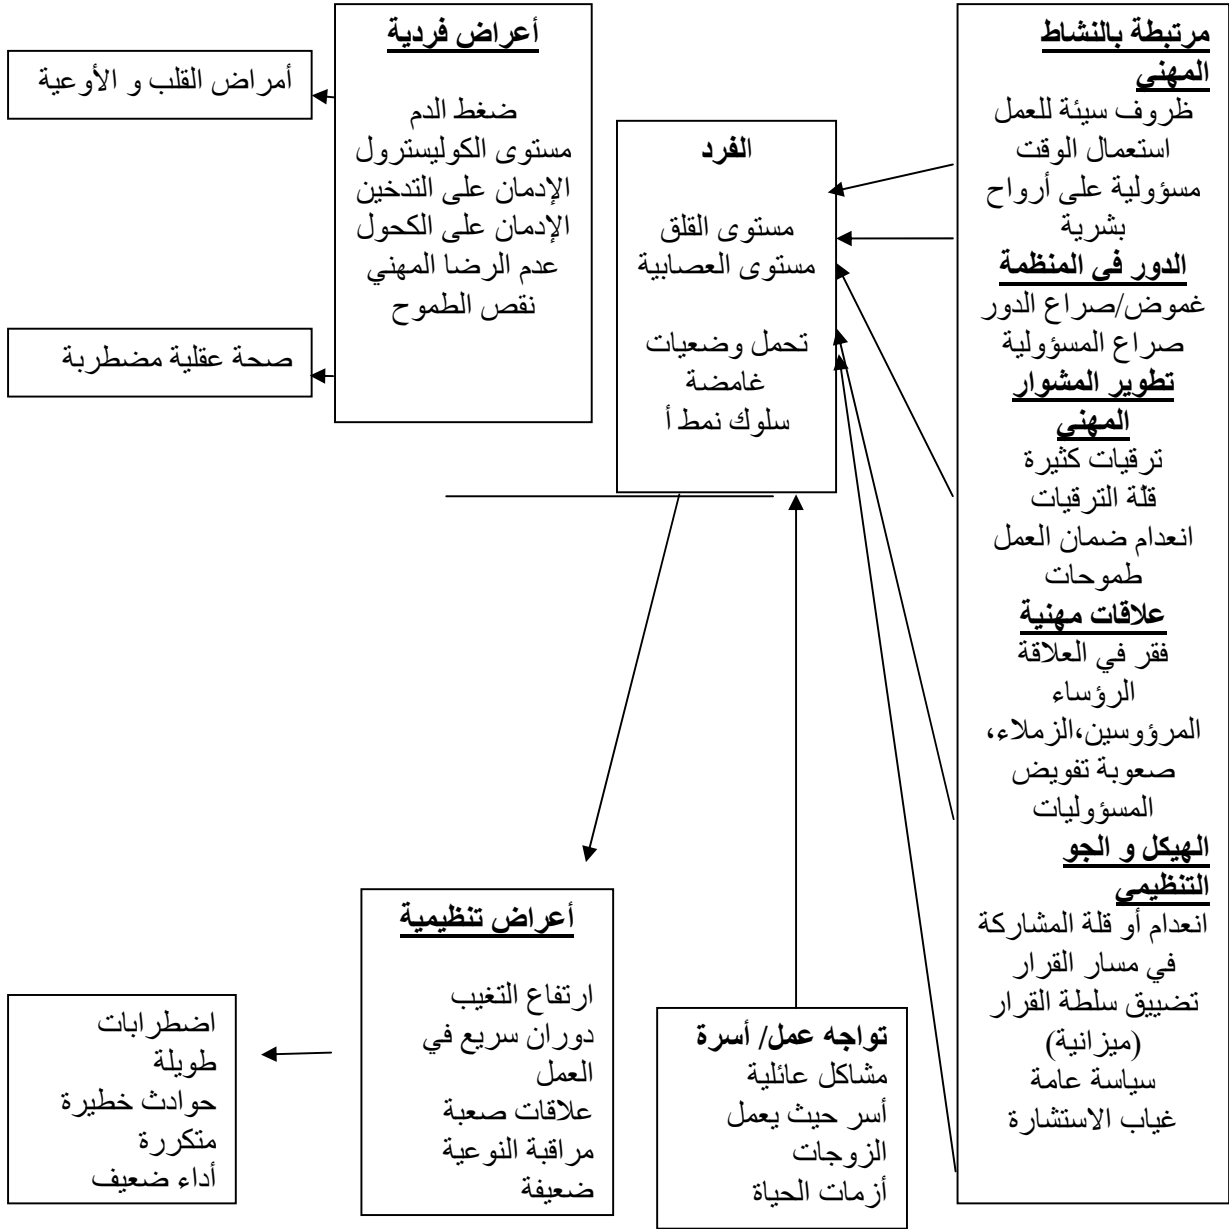 مرتبطة بالنشاط
المهني
ظروف سيئة للعمل
استعمال الوقت
مسؤولية على أرواح
بشرية
الدور في المنظمة
غموض/صراع الدور
صراع المسؤولية
تطوير المشوار
المهني
ترقيات كثيرة
قلة الترقيات
انعدام ضمان العمل
طموحات
علاقات مهنية
فقر في العلاقة
الرؤساء
المرؤوسين،الزملاء،
صعوبة تفويض
المسؤوليات
الهيكل و الجو
التنظيمي
انعدام أو قلة المشاركة
في مسار القرار
تضييق سلطة القرار
(ميزانية)
سياسة عامة
غياب الاستشارة
الفرد
مستوى القلق
مستوى العصابية
تحمل وضعيات
غامضة
سلوك نمط أ
أعراض فردية
ضغط الدم
مستوى الكوليسترول
الإدمان على التدخين
الإدمان على الكحول
عدم الرضا المهني
نقص الطموح
أمراض القلب و الأوعية
صحة عقلية مضطربة
تواجه عمل/ أسرة
مشاكل عائلية
أسر حيث يعمل
الزوجات
أزمات الحياة
أعراض تنظيمية
ارتفاع التغيب
دوران سريع في
العمل
علاقات صعبة
مراقبة النوعية
ضعيفة
اضطرابات
طويلة
حوادث خطيرة
متكررة
أداء ضعيف